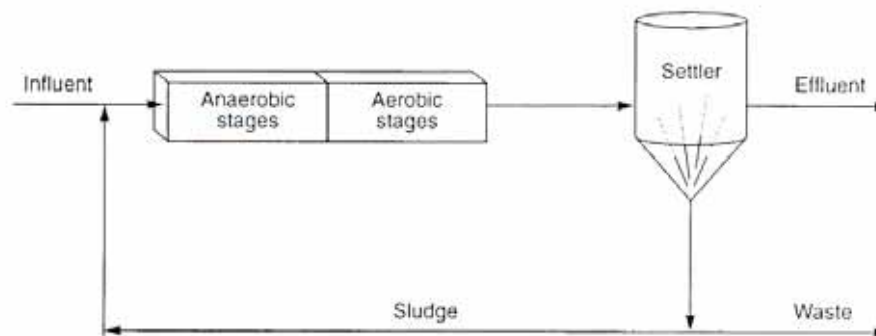 Influent
Anaerobic
stages
Aerobic
stages
Settler
Effluent
Sludge
Waste